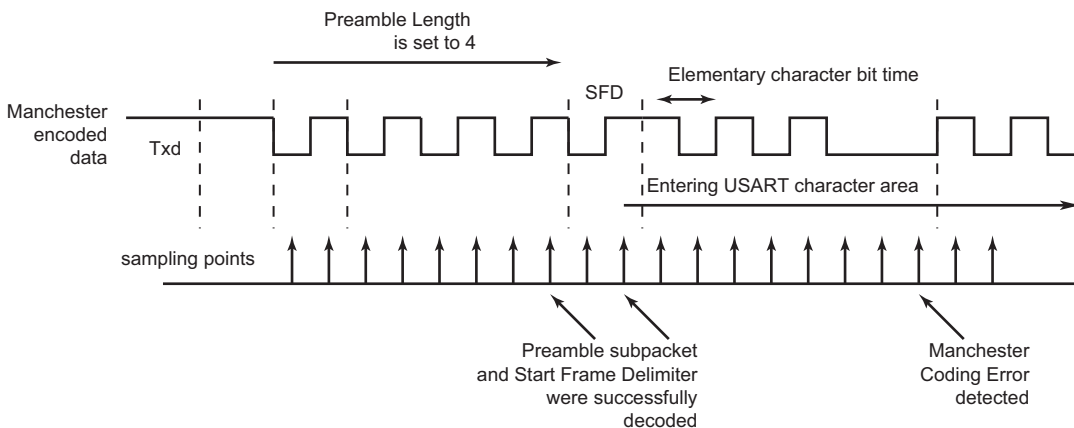 Preamble Length
is set to 4
Elementary character bit time
SFD
Manchester
encoded
data
Txd
Entering USART character area
sampling points
Preamble subpacket
and Start Frame Delimiter
were successfully
decoded
Manchester
Coding Error
detected